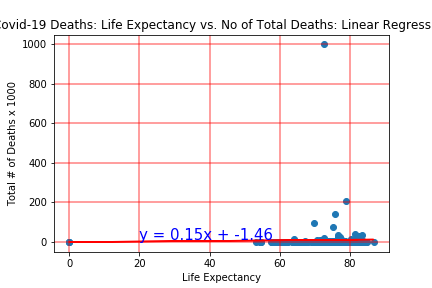 Covid-19 Deaths: Life Expectancy vs. No of Total Deaths: Linear Regress
1000
800
600
400
200
0
Total # of Deaths x 1000
y = 0.15x + -1.46
0 20 40 60 80
Life Expectancy